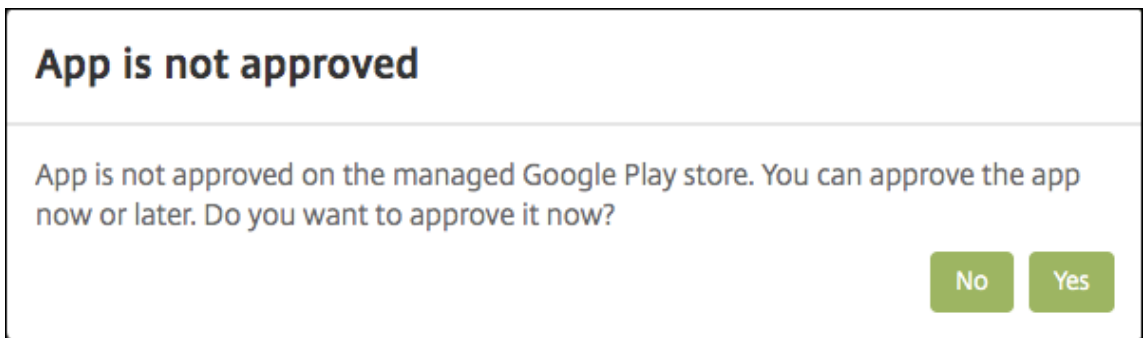 App is not approved
App is not approved on the managed Google Play store. You can approve the app
now or later. Do you want to approve it now?
No Yes